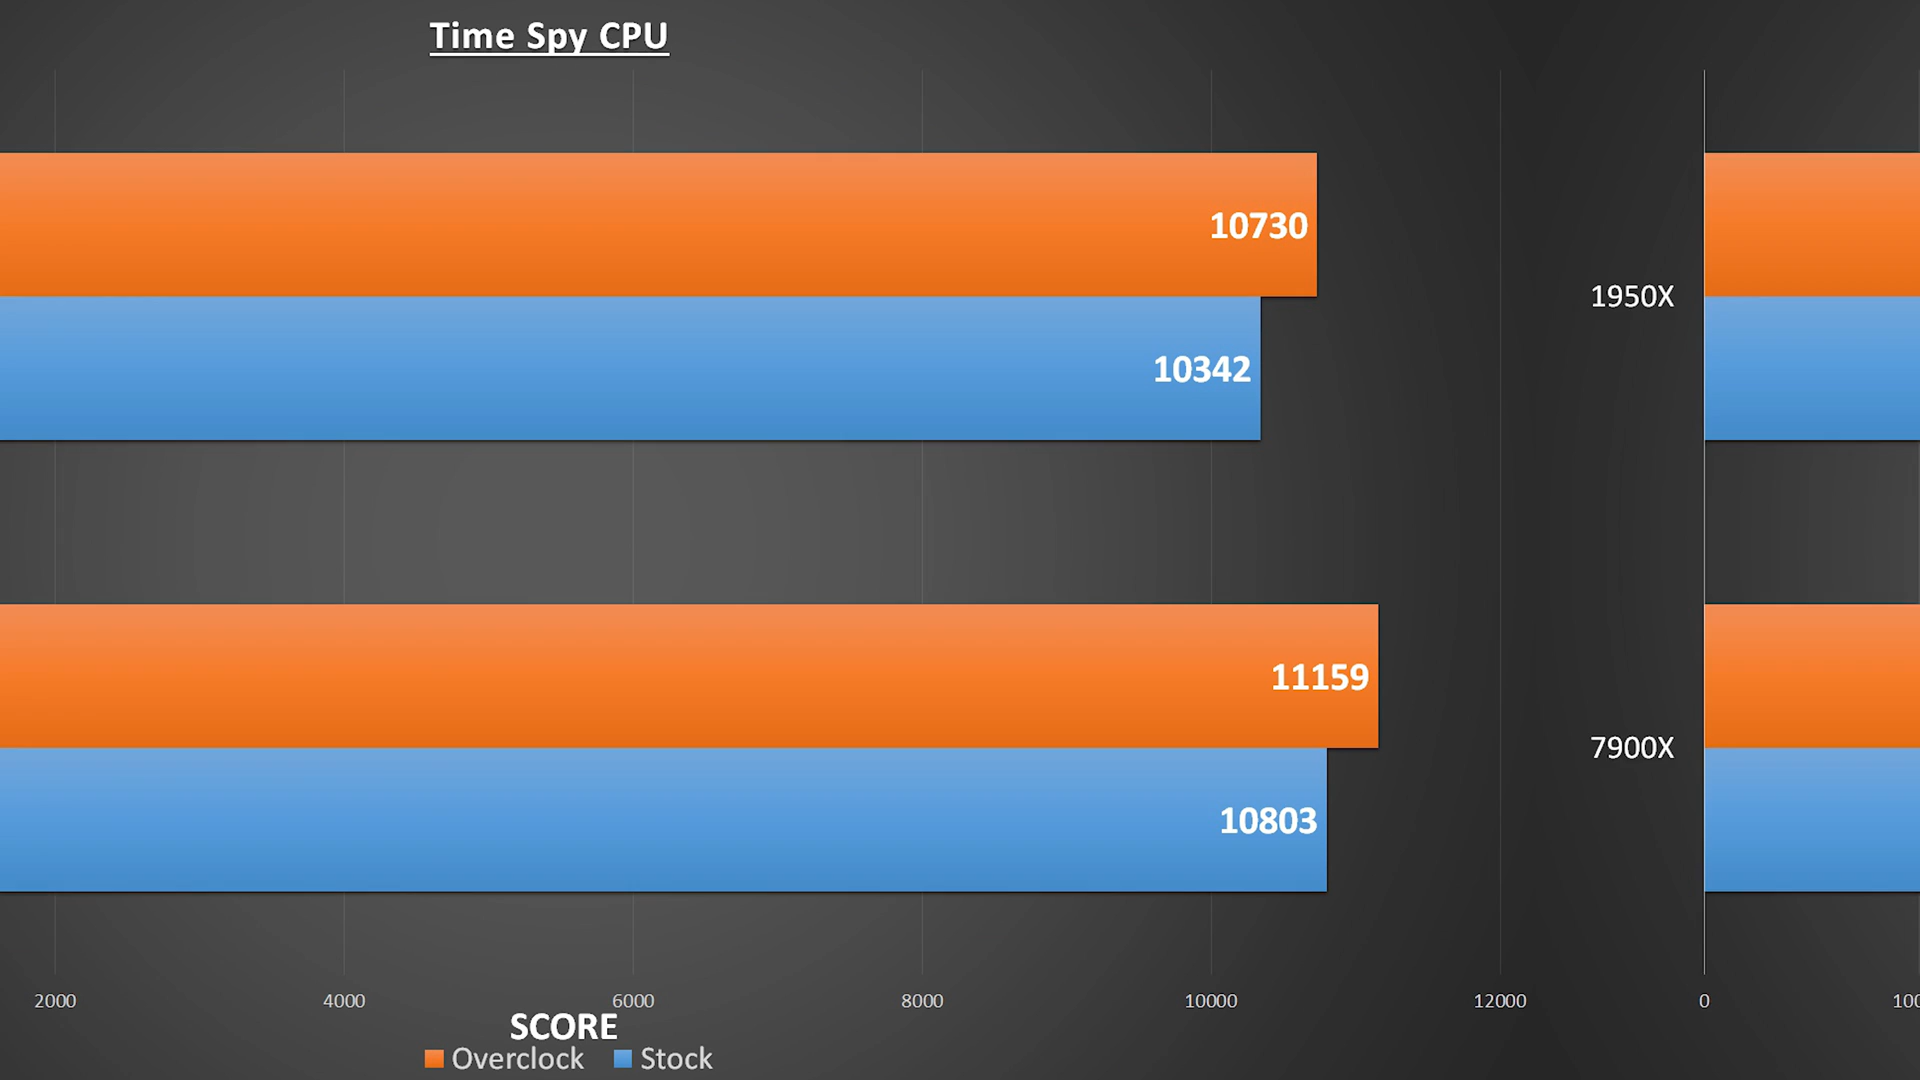 Time Spy CPU
10730
10342
1950X
11159
7900X
10803
2000 4000 6000 8000 10000 12000 0
SCORE
Overclock Stock